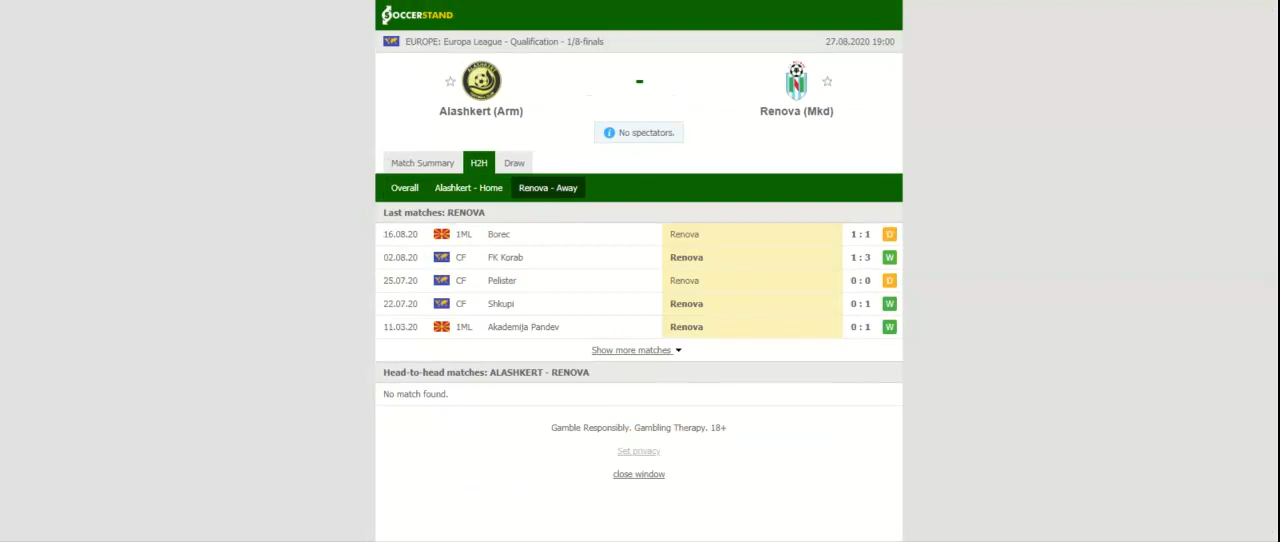 SOCCERSTAND
EUROPE: Europa League - Qualification - 1/8-finals 27.08.2020 19:00
-
Alashkert (Arm) Renova (Mkd)
No spectators.
Match Summary H2H Draw
Overall Alashkert - Home Renova - Away
Last matches: RENOVA
16.08.20 1ML Borec Renova 1 : 1 D
02.08.20 CF FK Korab Renova 1 : 3 W
25.07.20 CF Pelister Renova 0 : 0 D
22.07.20 CF Shkupi Renova 0 : 1 W
11.03.20 1ML Akademija Pandev Renova 0 : 1 W
Show more matches
Head-to-head matches: ALASHKERT - RENOVA
No match found.
Gamble Responsibly. Gambling Therapy. 18+
Set privacy
close window